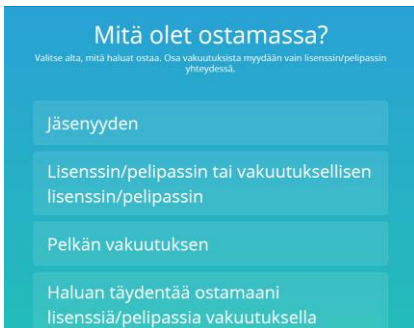 Mitä olet ostamassa?
Valitse alta, mitä haluat ostaa. Osa vakuutuksista myydään vain lisenssin/pelipassin
yhteydessä.
Jäsenyyden
Lisenssin/pelipassin tai vakuutuksellisen
lisenssin/pelipassin
Pelkän vakuutuksen
Haluan täydentää ostamaani
lisenssiä/pelipassia vakuutuksella